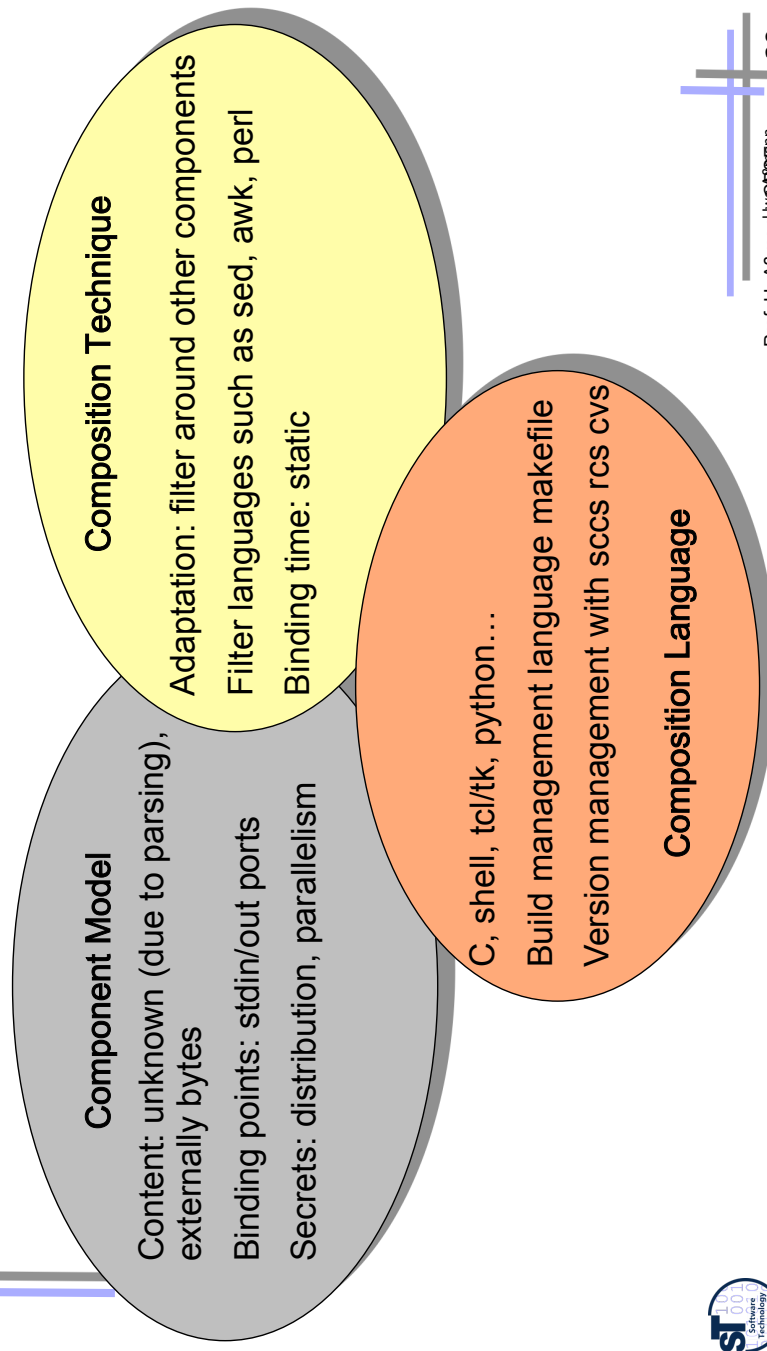 Component Model
Content: unknown (due to parsing),
externally bytes
Binding points: stdin/out ports
Secrets: distribution, parallelism
Composition Technique
Adaptation: filter around other components
Filter languages such as sed, awk, perl
Binding time: static
C, shell, tcl/tk, python…
Build management language makefile
Version management with sccs rcs cvs
Composition Language
ST
Software
Technology